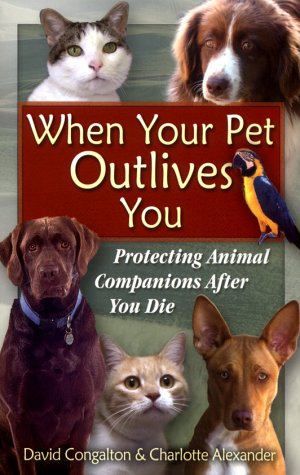 When Your Pet
Outlives
You
Protecting Animal
Companions After
You Die
David Congalton & Charlotte Alexander